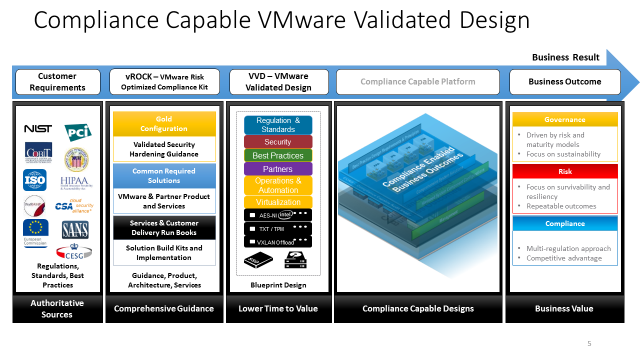 Compliance Capable VMware Validated Design
Business Result
Customer
Requirements
vROCK – VMware Risk
Optimized Compliance Kit
VVD – VMware
Validated Design
Compliance Capable Platform
Business Outcome
NIST
PCI
CobiT
ISO
HIPAA
CSA cloud security alliance
European
Commission
SANS
CESG
Regulations,
Standards, Best
Practices
Authoritative
Sources
Gold
Configuration
Validated Security
Hardening Guidance
Common Required
Solutions
VMware & Partner Product
and Services
Services & Customer
Delivery Run Books
Solution Build Kits and
Implementation
Guidance, Product,
Architecture, Services
Comprehensive Guidance
Regulation &
Standards
Security
Best Practices
Partners
Operations &
Automation
Virtualization
AES-NI intel
TXT / TPM
VXLAN Offload
Blueprint Design
Lower Time to Value
Compliance Enabled
Business Outcomes
Compliance Capable Designs
Governance
• Driven by risk and
maturity models
• Focus on sustainability
Risk
• Focus on survivability and
resiliency
• Repeatable outcomes
Compliance
• Multi-regulation approach
• Competitive advantage
Business Value
5